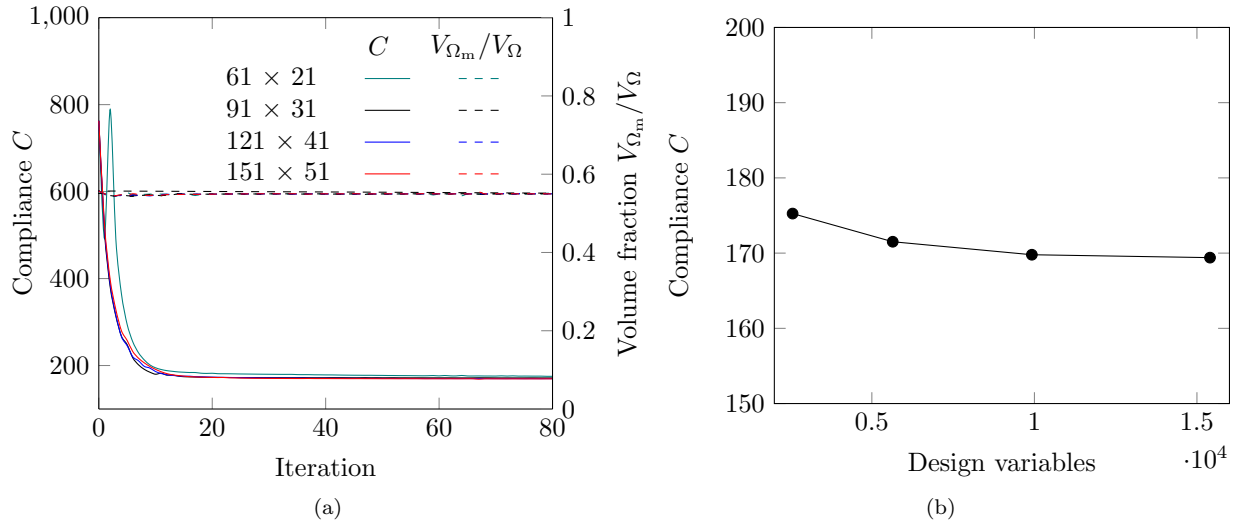 1,000
800
600
400
200
0
20
40
60
80
1
0.8
0.6
0.4
0.2
0
Compliance C
Iteration
Volume fraction V_{Ω_m}/V_Ω
C V_{Ω_m}/V_Ω
61 × 21
91 × 31
121 × 41
151 × 51
(a)
200
190
180
170
160
150
0.5
1
1.5
·10^4
Compliance C
Design variables
(b)